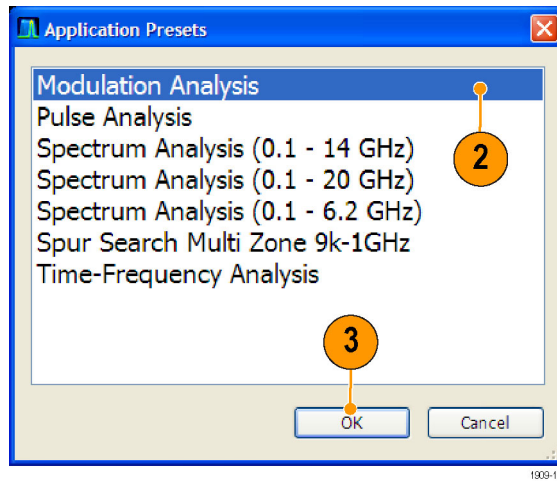 Application Presets
Modulation Analysis
Pulse Analysis
Spectrum Analysis (0.1 - 14 GHz)
Spectrum Analysis (0.1 - 20 GHz)
Spectrum Analysis (0.1 - 6.2 GHz)
Spur Search Multi Zone 9k-1GHz
Time-Frequency Analysis
2
3
OK
Cancel
1909-1